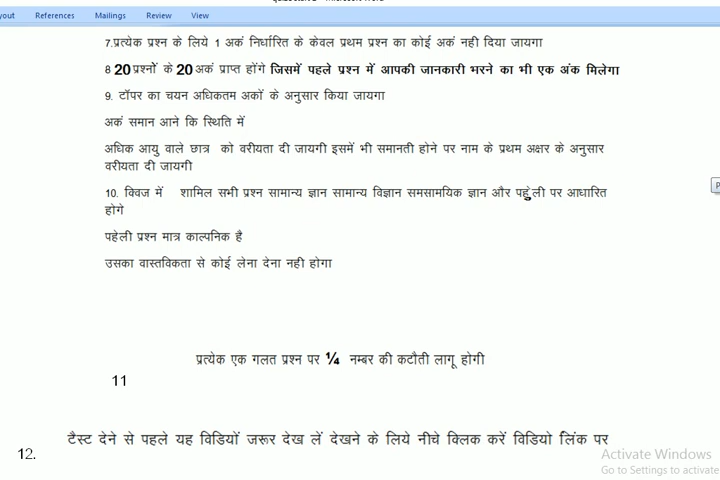 yout References Mailings Review View
7.प्रत्येक प्रश्न के लिये 1 अकं निर्धारित के केवल प्रथम प्रश्न का कोई अकं नही दिया जायगा
8 20 प्रश्नों के 20 अकं प्राप्त होंगे जिसमें पहले प्रश्न में आपकी जानकारी भरने का भी एक अंक मिलेगा
9. टॉपर का चयन अधिकतम अकों के अनुसार किया जायगा
अकं समान आने कि स्थिति में
अधिक आयु वाले छात्र को वरीयता दी जायगी इसमें भी समानती होने पर नाम के प्रथम अक्षर के अनुसार
वरीयता दी जायगी
10. क्विज में शामिल सभी प्रश्न सामान्य ज्ञान सामान्य विज्ञान समसामयिक ज्ञान और पहुंली पर आधारित
होगे
पहेली प्रश्न मात्र काल्पनिक है
उसका वास्तविकता से कोई लेना देना नही होगा
प्रत्येक एक गलत प्रश्न पर ¼ नम्बर की कटौती लागू होगी
11
टैस्ट देने से पहले यह विडियों जरूर देख लें देखने के लिये नीचे क्लिक करें विडियो लिंक पर
12.
Activate Windows
Go to Settings to activate